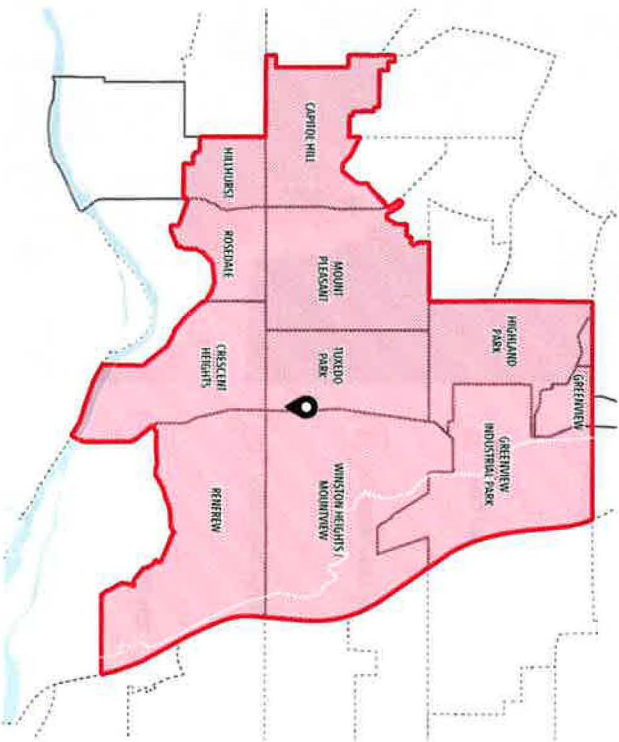 GREENVIEW
HIGHLAND
PARK
GREENVIEW
INDUSTRIAL PARK
CAPITOL HILL
MOUNT
PLEASANT
TUXEDO
PARK
WINSTON HEIGHTS /
MOUNTVIEW
HILLHURST
ROSEDALE
CRESCENT
HEIGHTS
RENFREW